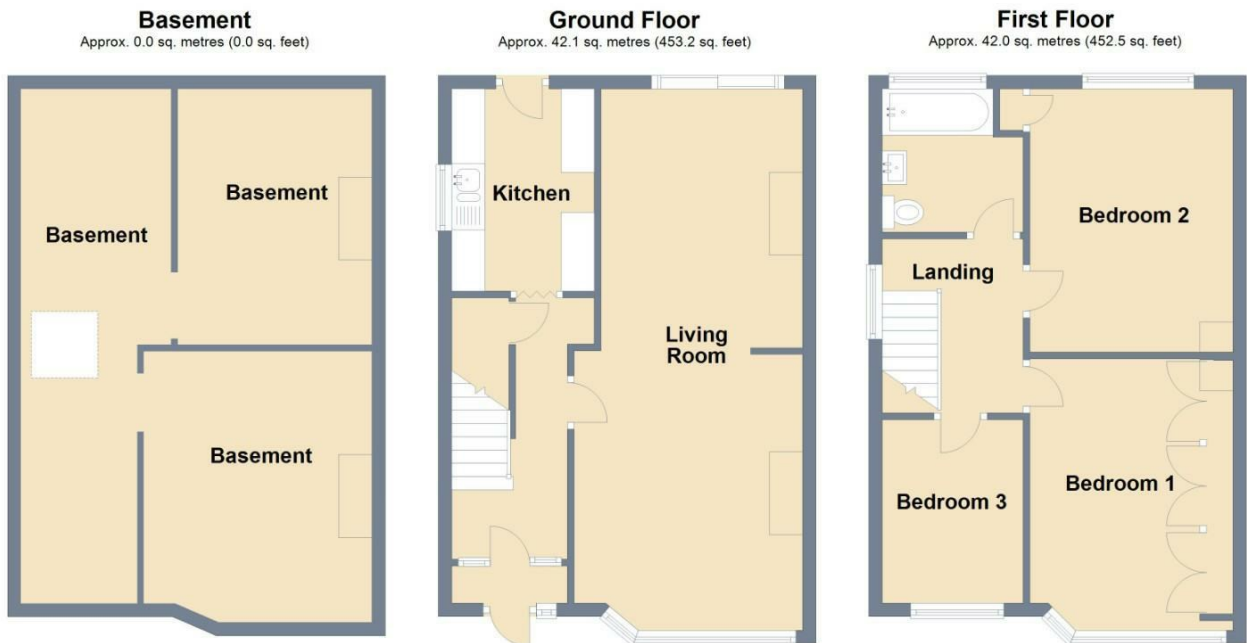 Basement
Approx. 0.0 sq. metres (0.0 sq. feet)
Basement
Basement
Basement
Ground Floor
Approx. 42.1 sq. metres (453.2 sq. feet)
Kitchen
Living
Room
First Floor
Approx. 42.0 sq. metres (452.5 sq. feet)
Bedroom 2
Landing
Bedroom 1
Bedroom 3